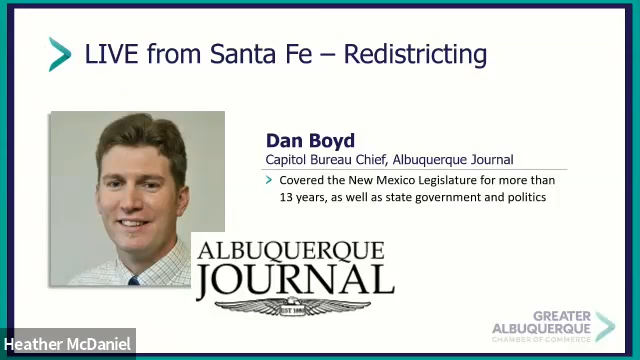 LIVE from Santa Fe – Redistricting
Dan Boyd
Capitol Bureau Chief, Albuquerque Journal
Covered the New Mexico Legislature for more than
13 years, as well as state government and politics
ALBUQUERQUE
JOURNAL
EST 1880
GREATER
ALBUQUERQUE
CHAMBER OF COMMERCE
Heather McDaniel